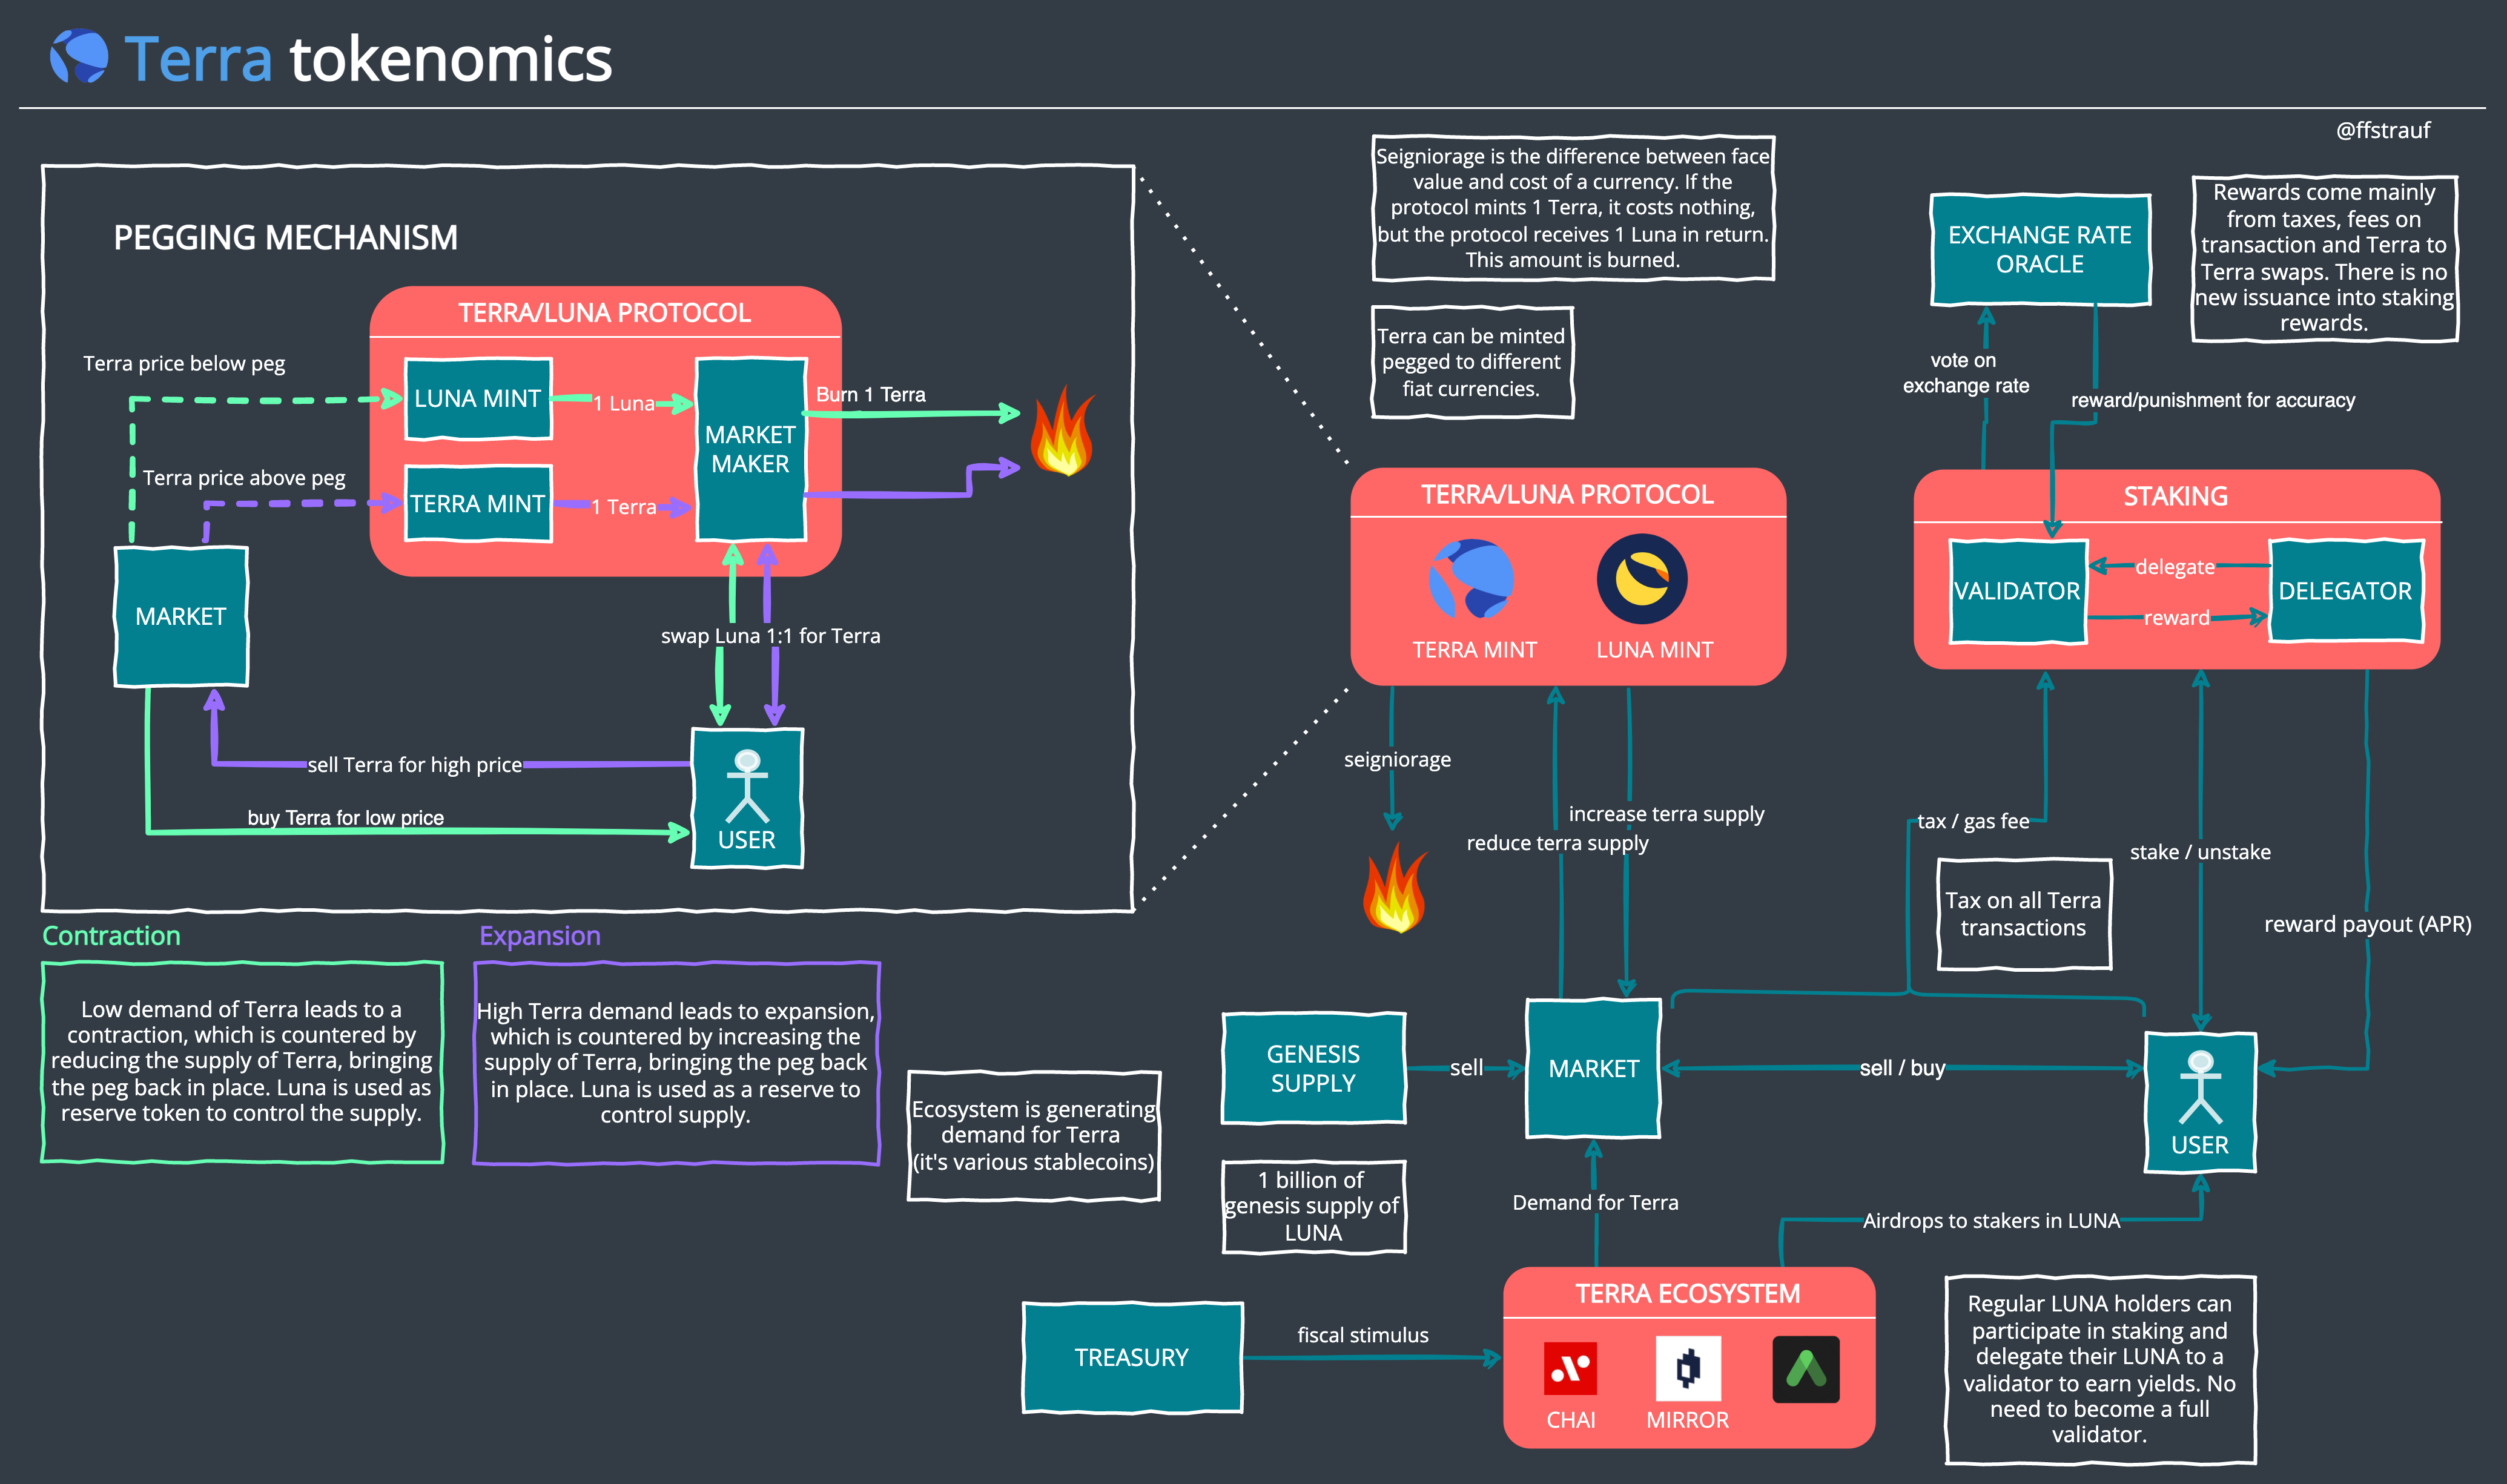 Terra tokenomics
@ffstrauf
PEGGING MECHANISM
TERRA/LUNA PROTOCOL
Terra price below peg
LUNA MINT
1 Luna
MARKET
MAKER
Burn 1 Terra
Terra price above peg
TERRA MINT
1 Terra
MARKET
swap Luna 1:1 for Terra
sell Terra for high price
buy Terra for low price
USER
Contraction
Low demand of Terra leads to a
contraction, which is countered by
reducing the supply of Terra, bringing
the peg back in place. Luna is used as
reserve token to control the supply.
Expansion
High Terra demand leads to expansion,
which is countered by increasing the
supply of Terra, bringing the peg back
in place. Luna is used as a reserve to
control supply.
Seigniorage is the difference between face
value and cost of a currency. If the
protocol mints 1 Terra, it costs nothing,
but the protocol receives 1 Luna in return.
This amount is burned.
Terra can be minted
pegged to different
fiat currencies.
TERRA/LUNA PROTOCOL
TERRA MINT
LUNA MINT
seigniorage
increase terra supply
reduce terra supply
EXCHANGE RATE
ORACLE
Rewards come mainly
from taxes, fees on
transaction and Terra to
Terra swaps. There is no
new issuance into staking
rewards.
vote on
exchange rate
reward/punishment for accuracy
STAKING
VALIDATOR
delegate
reward
DELEGATOR
tax / gas fee
stake / unstake
Tax on all Terra
transactions
reward payout (APR)
Ecosystem is generating
demand for Terra
(it's various stablecoins)
GENESIS
SUPPLY
sell
MARKET
sell / buy
USER
1 billion of
genesis supply of
LUNA
Demand for Terra
Airdrops to stakers in LUNA
TREASURY
fiscal stimulus
TERRA ECOSYSTEM
CHAI
MIRROR
Regular LUNA holders can
participate in staking and
delegate their LUNA to a
validator to earn yields. No
need to become a full
validator.